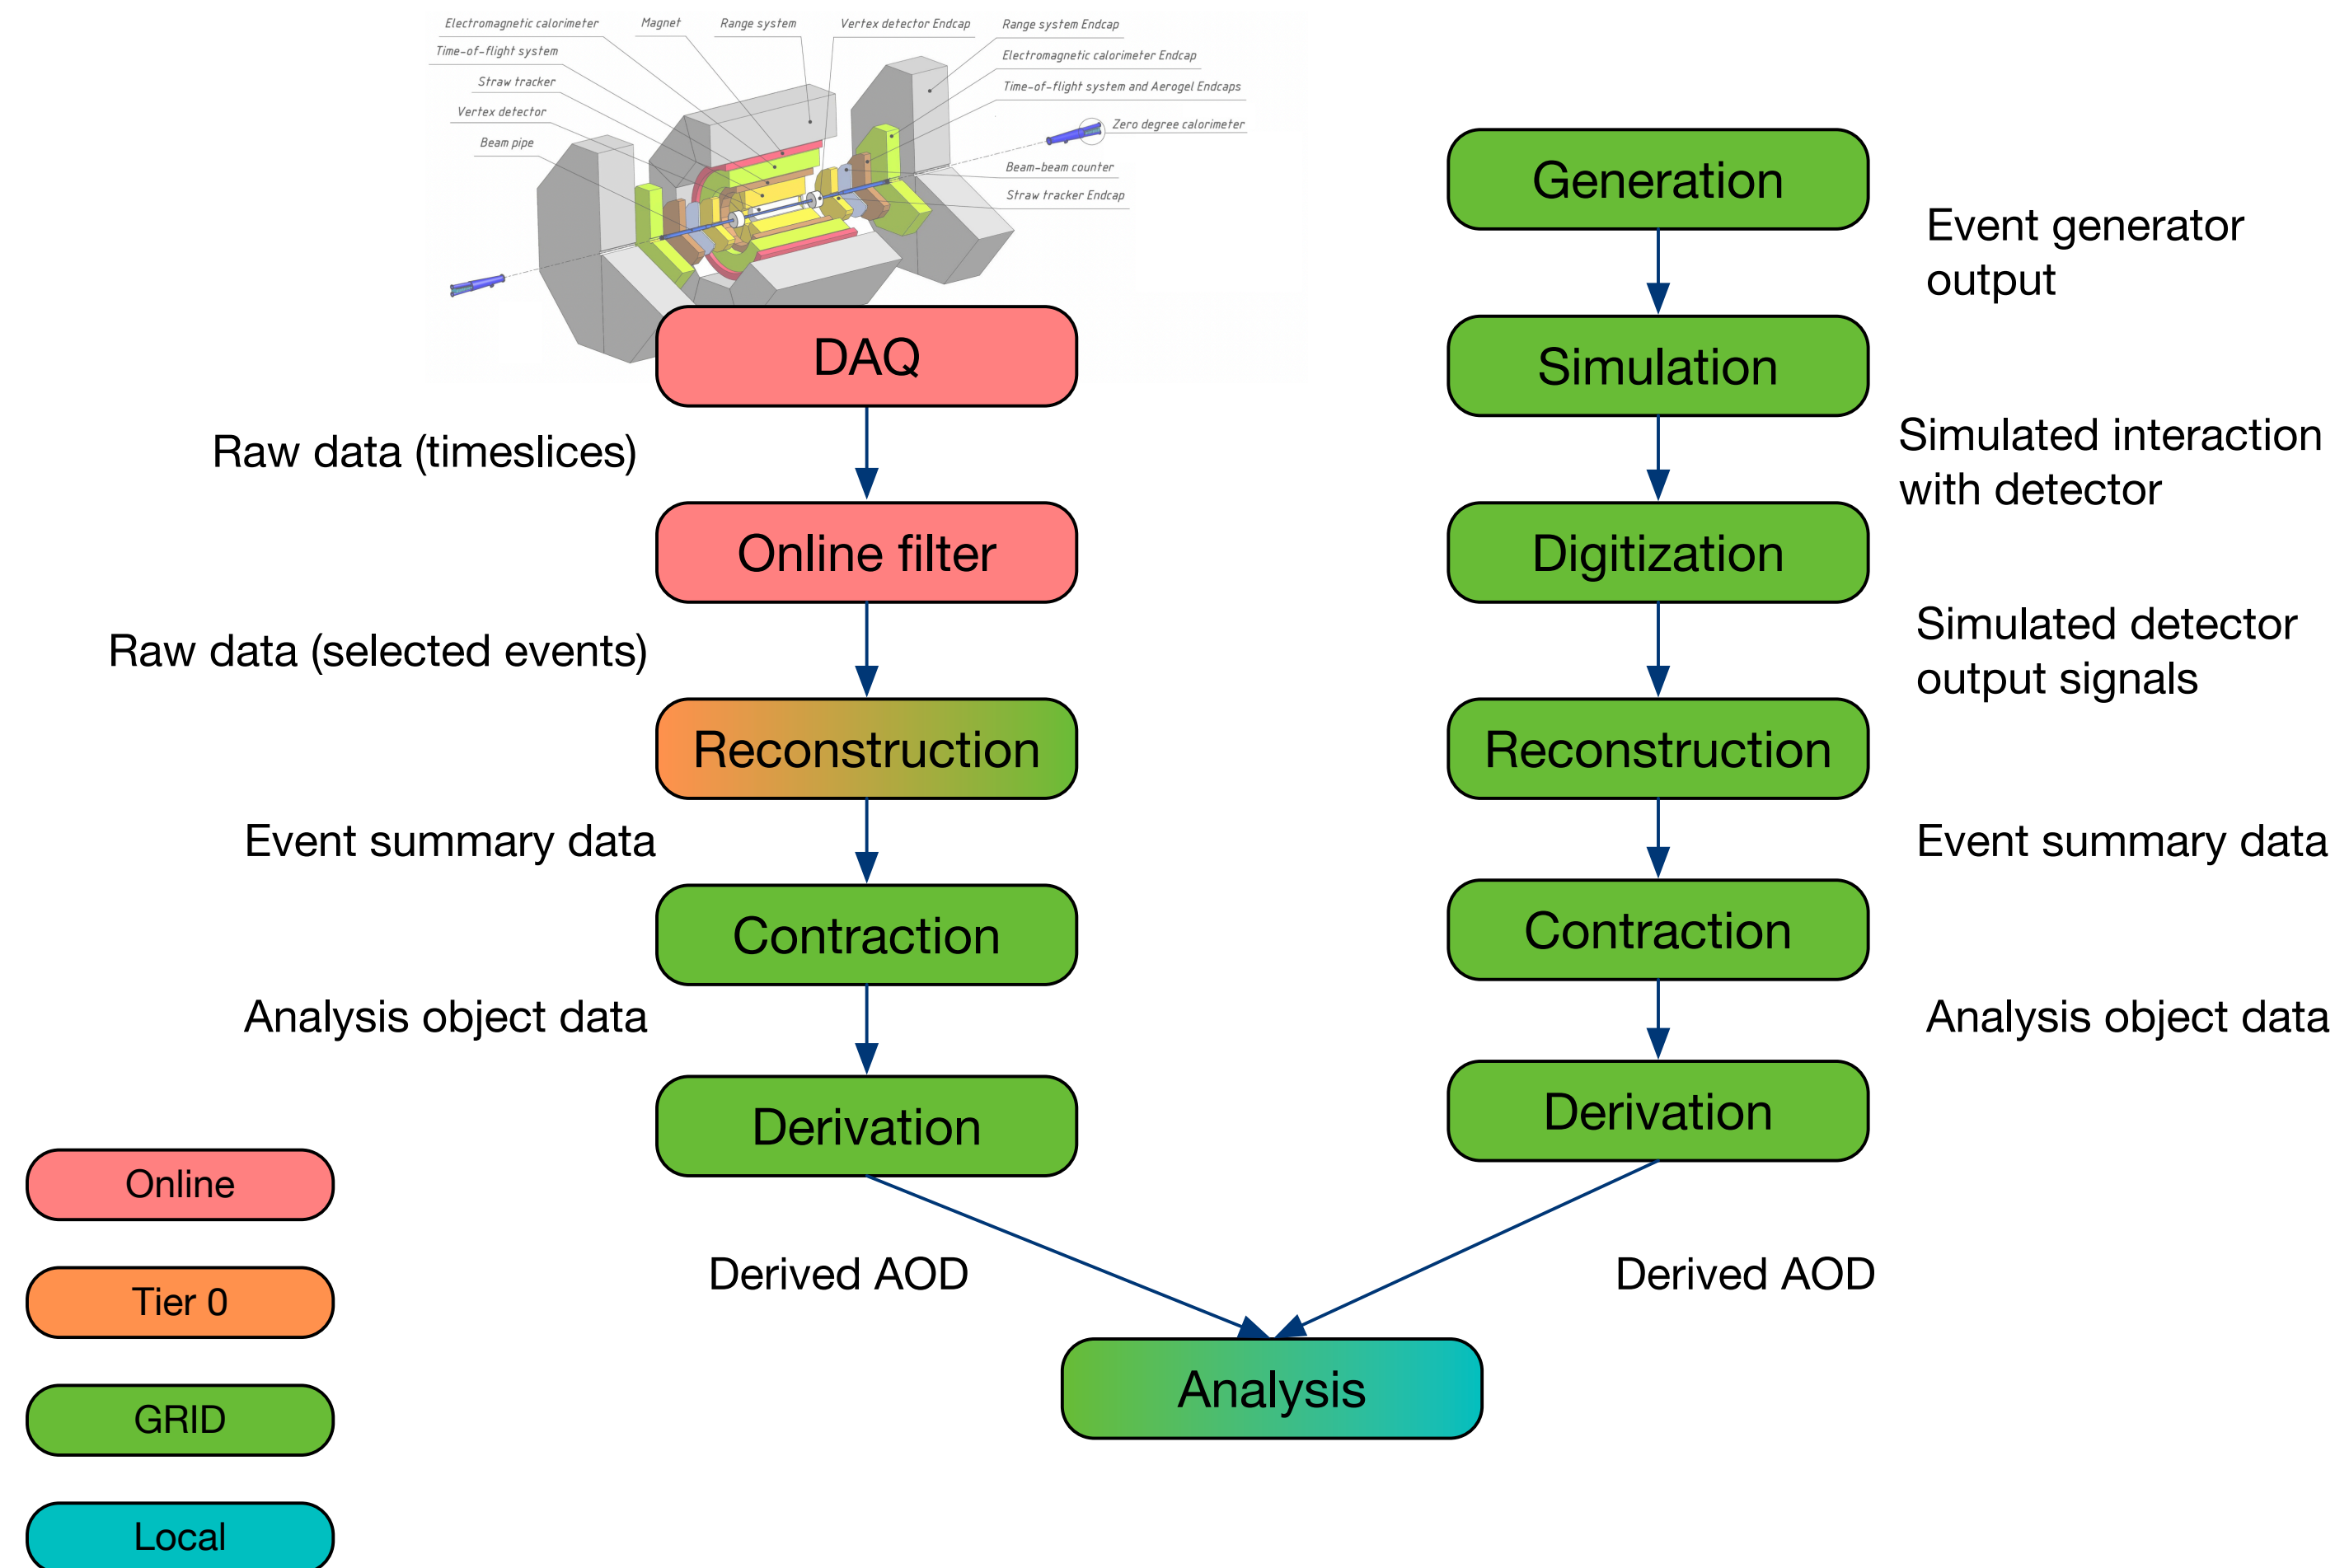 Electromagnetic calorimeter
Magnet
Range system
Vertex detector Endcap
Range system Endcap
Time-of-flight system
Electromagnetic calorimeter Endcap
Straw tracker
Time-of-flight system and Aerogel Endcaps
Vertex detector
Zero degree calorimeter
Beam pipe
Beam-beam counter
Straw tracker Endcap
DAQ
Raw data (timeslices)
Online filter
Raw data (selected events)
Reconstruction
Event summary data
Contraction
Analysis object data
Derivation
Derived AOD
Generation
Event generator
output
Simulation
Simulated interaction
with detector
Digitization
Simulated detector
output signals
Reconstruction
Event summary data
Contraction
Analysis object data
Derivation
Derived AOD
Analysis
Online
Tier 0
GRID
Local